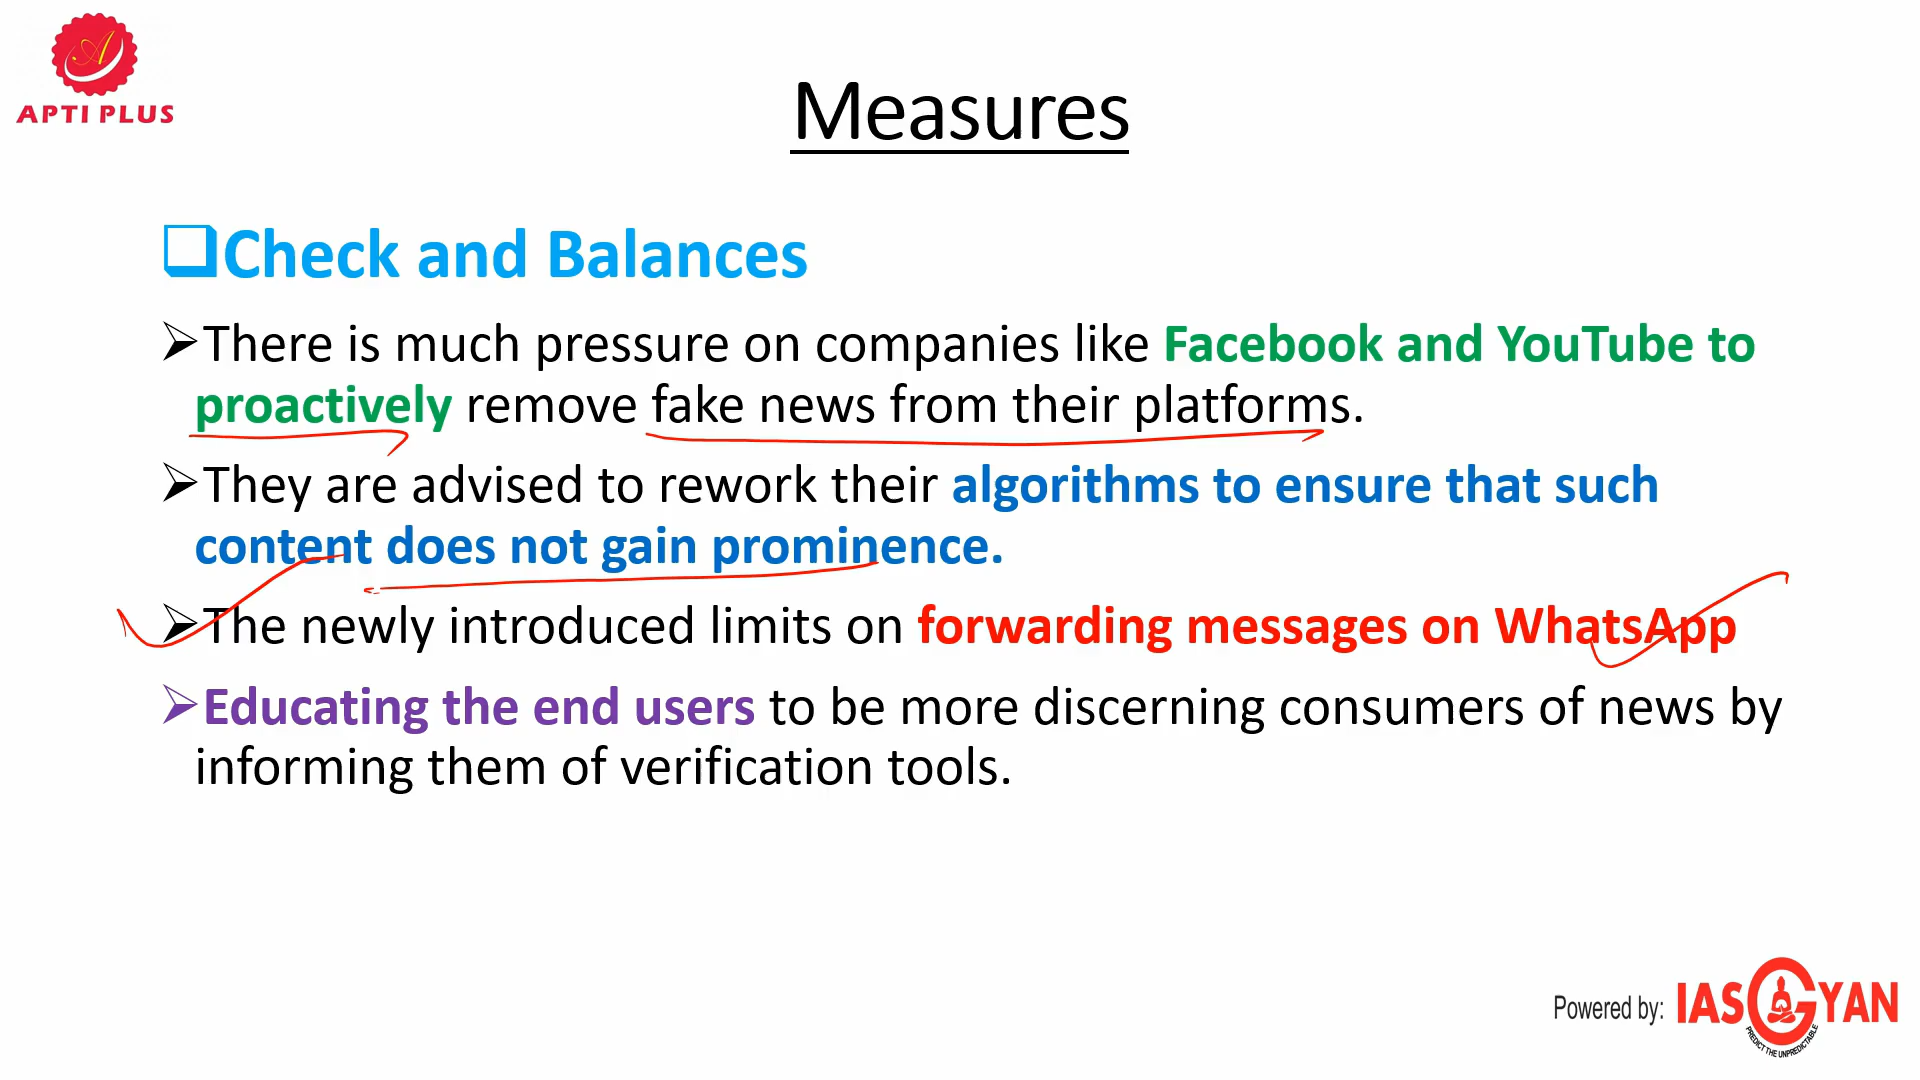 APTI PLUS
Measures
Check and Balances
There is much pressure on companies like Facebook and YouTube to
proactively remove fake news from their platforms.
They are advised to rework their algorithms to ensure that such
content does not gain prominence.
The newly introduced limits on forwarding messages on WhatsApp
Educating the end users to be more discerning consumers of news by
informing them of verification tools.
Powered by: IAS GYAN
PREDICT THE UNPREDICTABLE